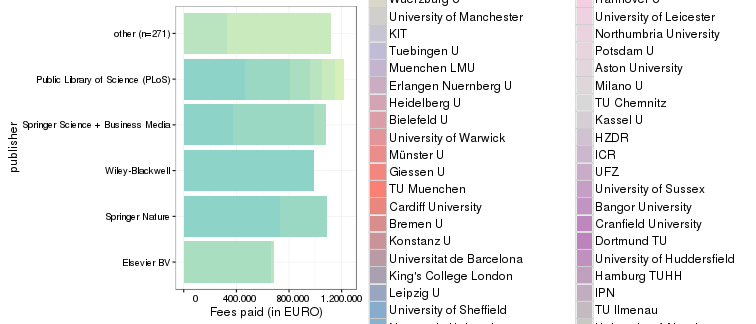 publisher
other (n=271)
Public Library of Science (PLoS)
Springer Science + Business Media
Wiley-Blackwell
Springer Nature
Elsevier BV
0 400.000 800.000 1.200.000
Fees paid (in EURO)
Wuerzburg U
University of Manchester
KIT
Tuebingen U
Muenchen LMU
Erlangen Nuernberg U
Heidelberg U
Bielefeld U
University of Warwick
Münster U
Giessen U
TU Muenchen
Cardiff University
Bremen U
Konstanz U
Universitat de Barcelona
King's College London
Leipzig U
University of Sheffield
Hannover U
University of Leicester
Northumbria University
Potsdam U
Aston University
Milano U
TU Chemnitz
Kassel U
HZDR
ICR
UFZ
University of Sussex
Bangor University
Cranfield University
Dortmund TU
University of Huddersfield
Hamburg TUHH
IPN
TU Ilmenau